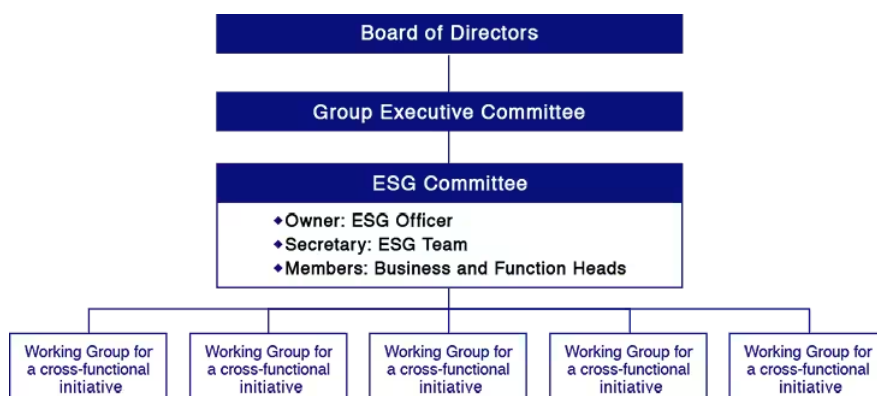 Board of Directors
Group Executive Committee
ESG Committee
◆Owner: ESG Officer
◆Secretary: ESG Team
◆Members: Business and Function Heads
Working Group for
a cross-functional
initiative
Working Group for
a cross-functional
initiative
Working Group for
a cross-functional
initiative
Working Group for
a cross-functional
initiative
Working Group for
a cross-functional
initiative